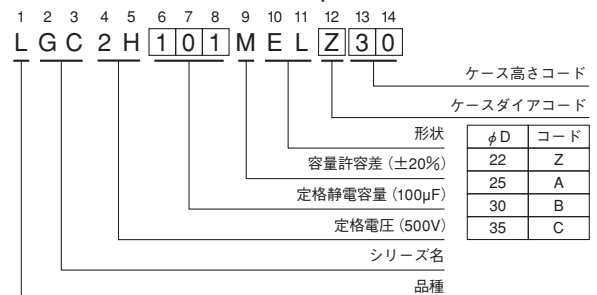 1 2 3 4 5 6 7 8 9 10 11 12 13 14
L G C 2 H 1 0 1 M E L Z 3 0
ケース高さコード
ケースダイアコード
形状
容量許容差 (±20%)
定格静電容量 (100µF)
定格電圧 (500V)
シリーズ名
品種
φD コード
22 Z
25 A
30 B
35 C